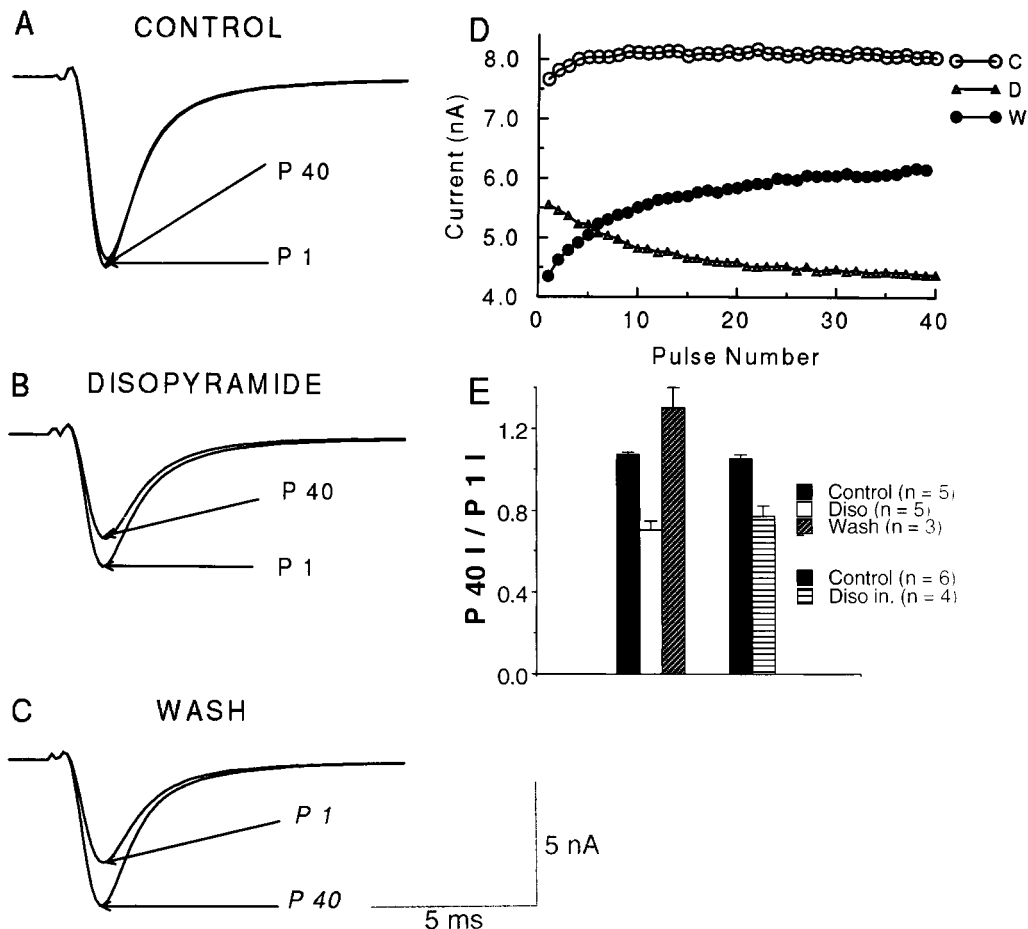 A
CONTROL
P 40
P 1
B
DISOPYRAMIDE
P 40
P 1
C
WASH
P 1
P 40
5 nA
5 ms
D
Current (nA)
8.0
7.0
6.0
5.0
4.0
0
10
20
30
40
Pulse Number
C
D
W
E
P 40 I / P 1 I
1.2
0.8
0.4
0.0
Control (n = 5)
Diso (n = 5)
Wash (n = 3)
Control (n = 6)
Diso in. (n = 4)